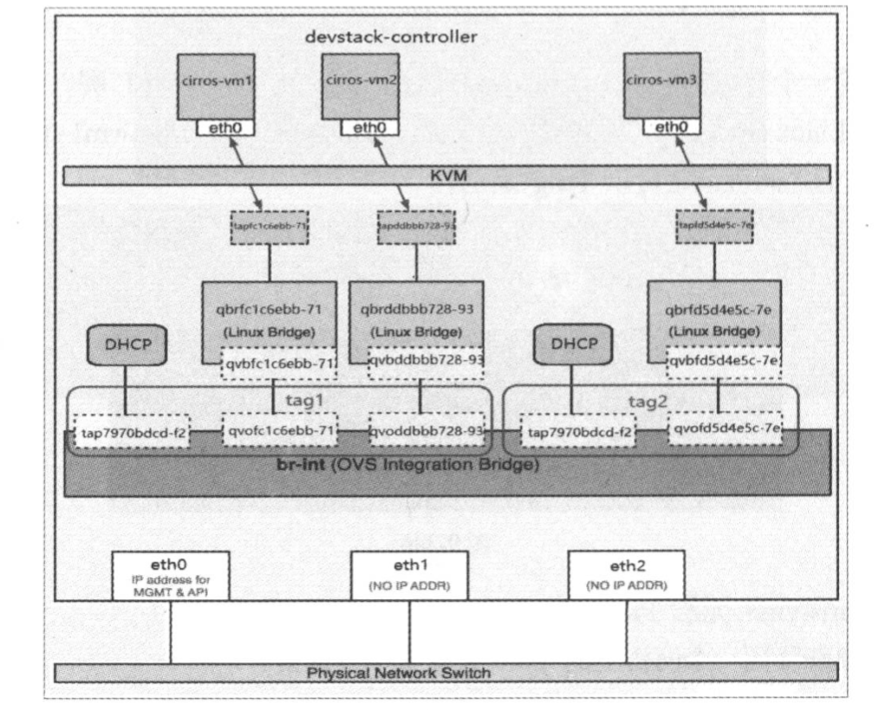 devstack-controller
cirros-vm1
cirros-vm2
cirros-vm3
eth0
eth0
eth0
KVM
tapfc1c6ebb-71
tapddbbb728-93
tapfd5d4e5c-7e
qbrfc1c6ebb-71
(Linux Bridge)
qbrddbbb728-93
(Linux Bridge)
qbrfd5d4e5c-7e
(Linux Bridge)
DHCP
DHCP
qvbfc1c6ebb-71
qvbddbbb728-93
qvbfd5d4e5c-7e
tag1
tag2
tap7970bdcd-f2
qvofc1c6ebb-71
qvoddbbb728-93
tap7970bdcd-f2
qvofd5d4e5c-7e
br-int (OVS Integration Bridge)
eth0
IP address for
MGMT & API
eth1
(NO IP ADDR)
eth2
(NO IP ADDR)
Physical Network Switch